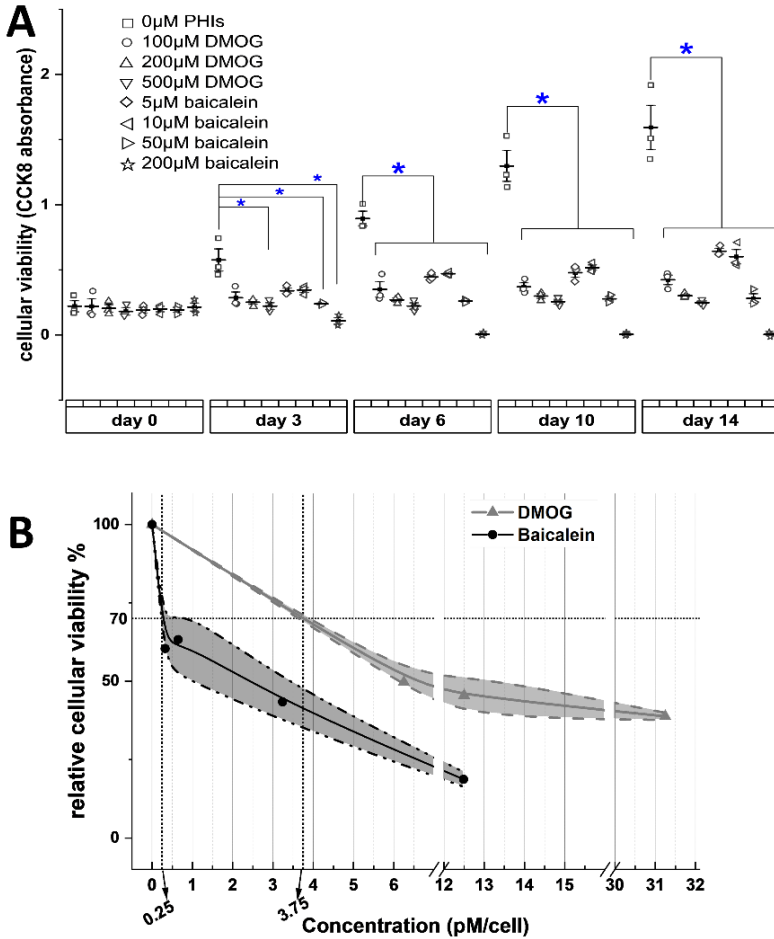 A
0μM PHIs
100μM DMOG
200μM DMOG
500μM DMOG
5μM baicalein
10μM baicalein
50μM baicalein
200μM baicalein
cellular viability (CCK8 absorbance)
2
1
0
* * *
*
*
*
day 0 day 3 day 6 day 10 day 14
B
DMOG
Baicalein
relative cellular viability %
100
70
50
0
0 1 2 3 4 5 6 12 13 14 15 30 31 32
0.25 3.75
Concentration (pM/cell)